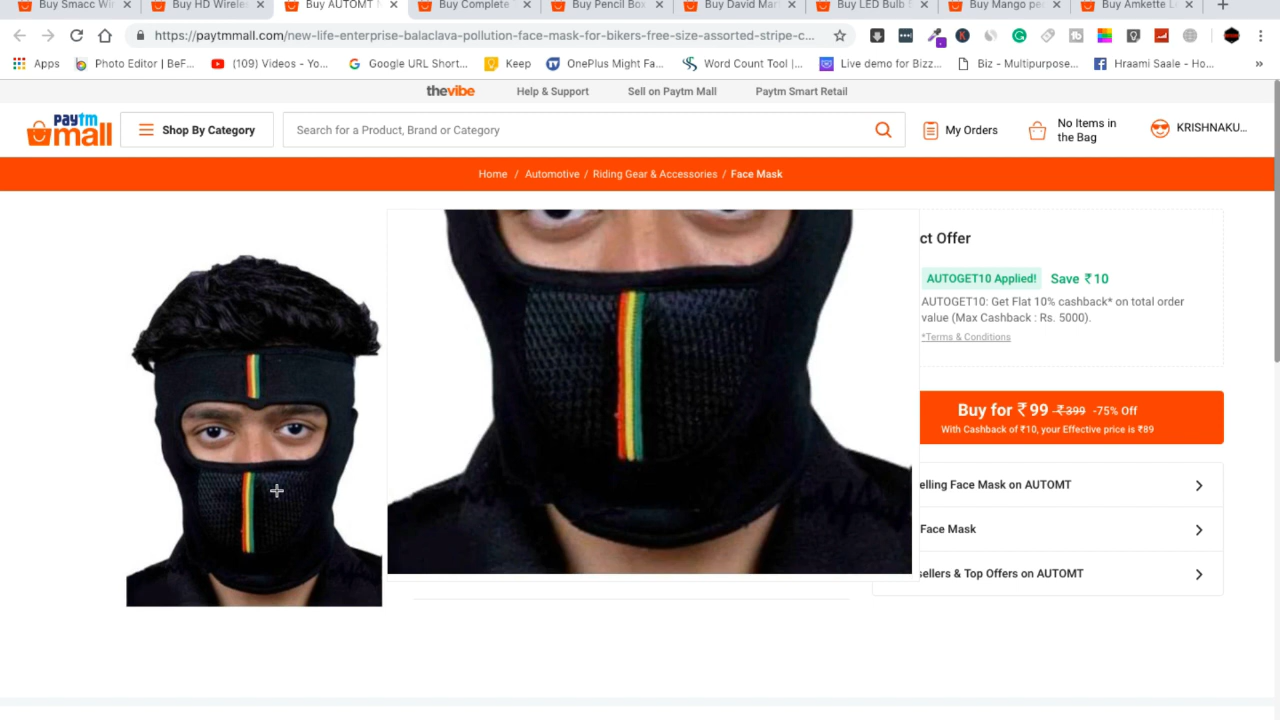 Buy Smacc Wi
Buy HD Wirele
Buy AUTOMT
Buy Complete
Buy Pencil Box
Buy David Mar
Buy LED Bulb
Buy Mango pe
Buy Amkette L
https://paytmmall.com/new-life-enterprise-balaclava-pollution-face-mask-for-bikers-free-size-assorted-stripe-c...
Apps
Photo Editor | BeF...
(109) Videos - Yo...
Google URL Short...
Keep
OnePlus Might Fa...
Word Count Tool |...
Live demo for Bizz...
Biz - Multipurpose...
Hraami Saale - Ho...
»
thevibe
Help & Support
Sell on Paytm Mall
Paytm Smart Retail
paytm
mall
Shop By Category
Search for a Product, Brand or Category
My Orders
No Items in
the Bag
KRISHNAKU...
Home / Automotive / Riding Gear & Accessories / Face Mask
ct Offer
AUTOGET10 Applied! Save ₹10
AUTOGET10: Get Flat 10% cashback* on total order
value (Max Cashback : Rs. 5000).
*Terms & Conditions
Buy for ₹99 ₹399 -75% Off
With Cashback of ₹10, your Effective price is ₹89
elling Face Mask on AUTOMT
Face Mask
sellers & Top Offers on AUTOMT